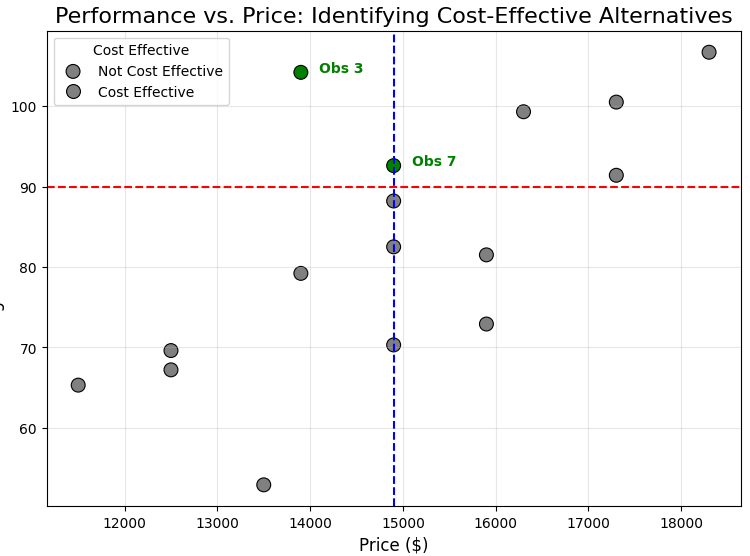 Performance vs. Price: Identifying Cost-Effective Alternatives
Cost Effective
Not Cost Effective
Cost Effective
Obs 3
Obs 7
100
90
80
70
60
12000 13000 14000 15000 16000 17000 18000
Price ($)